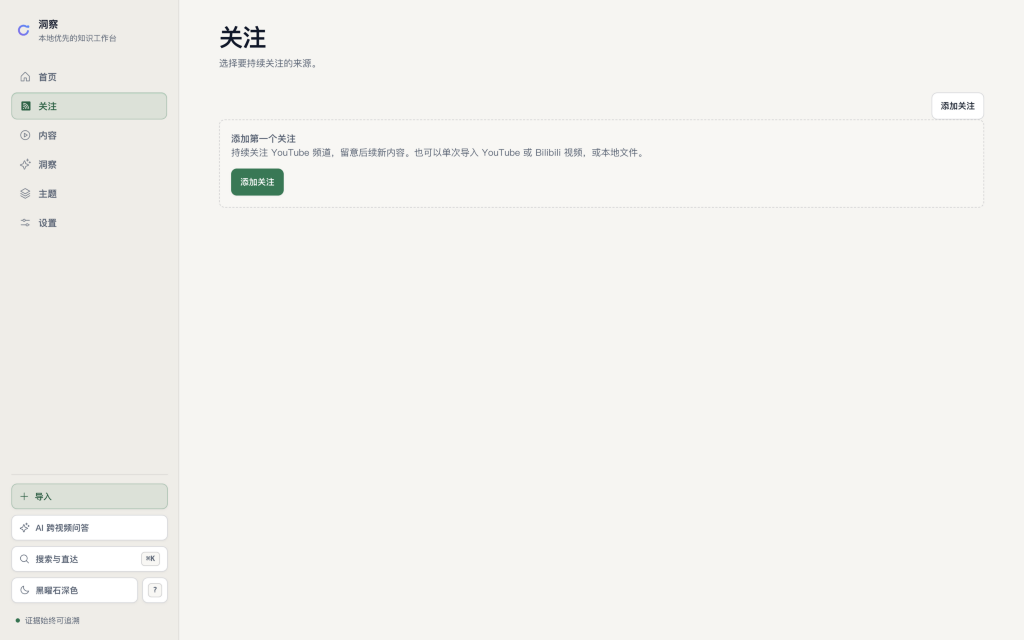 洞察
本地优先的知识工作台
首页
关注
内容
洞察
主题
设置
导入
AI 跨视频问答
搜索与直达 ⌘K
黑曜石深色 ?
证据始终可追溯
关注
选择要持续关注的来源。
添加关注
添加第一个关注
持续关注 YouTube 频道，留意后续新内容。也可以单次导入 YouTube 或 Bilibili 视频，或本地文件。
添加关注